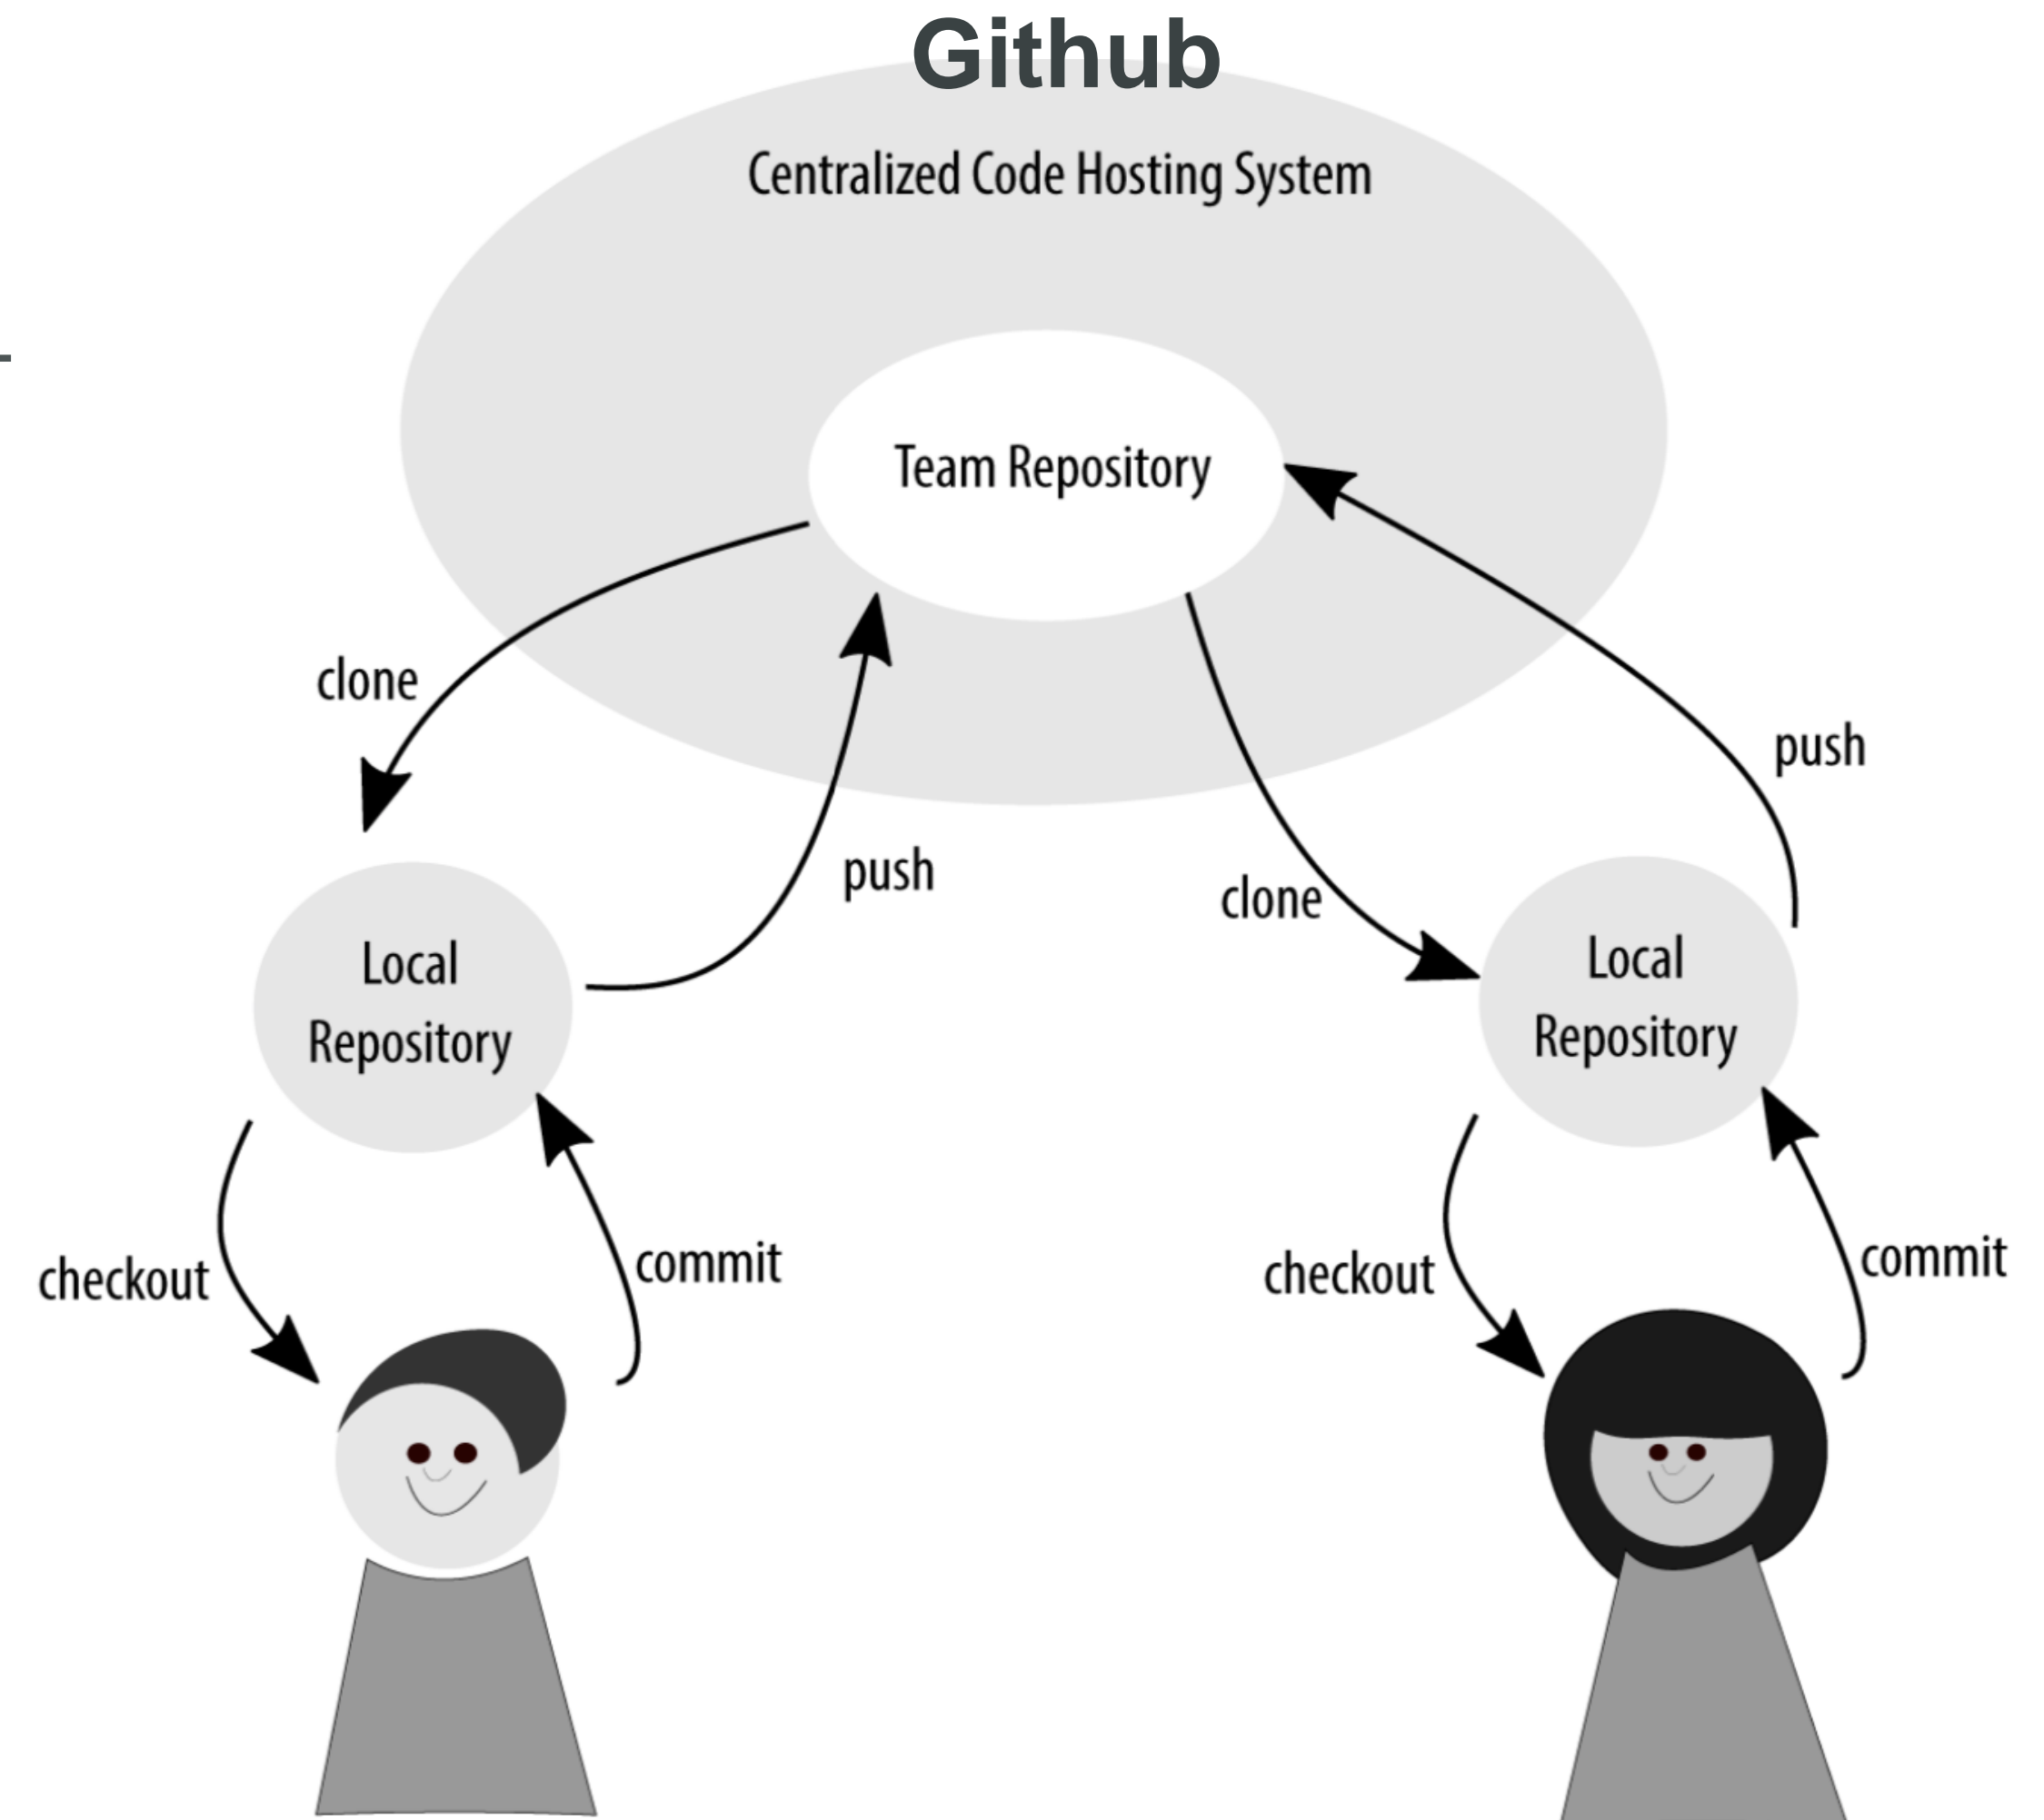 Github
Centralized Code Hosting System
Team Repository
clone
push
push
clone
Local
Repository
Local
Repository
checkout
commit
checkout
commit